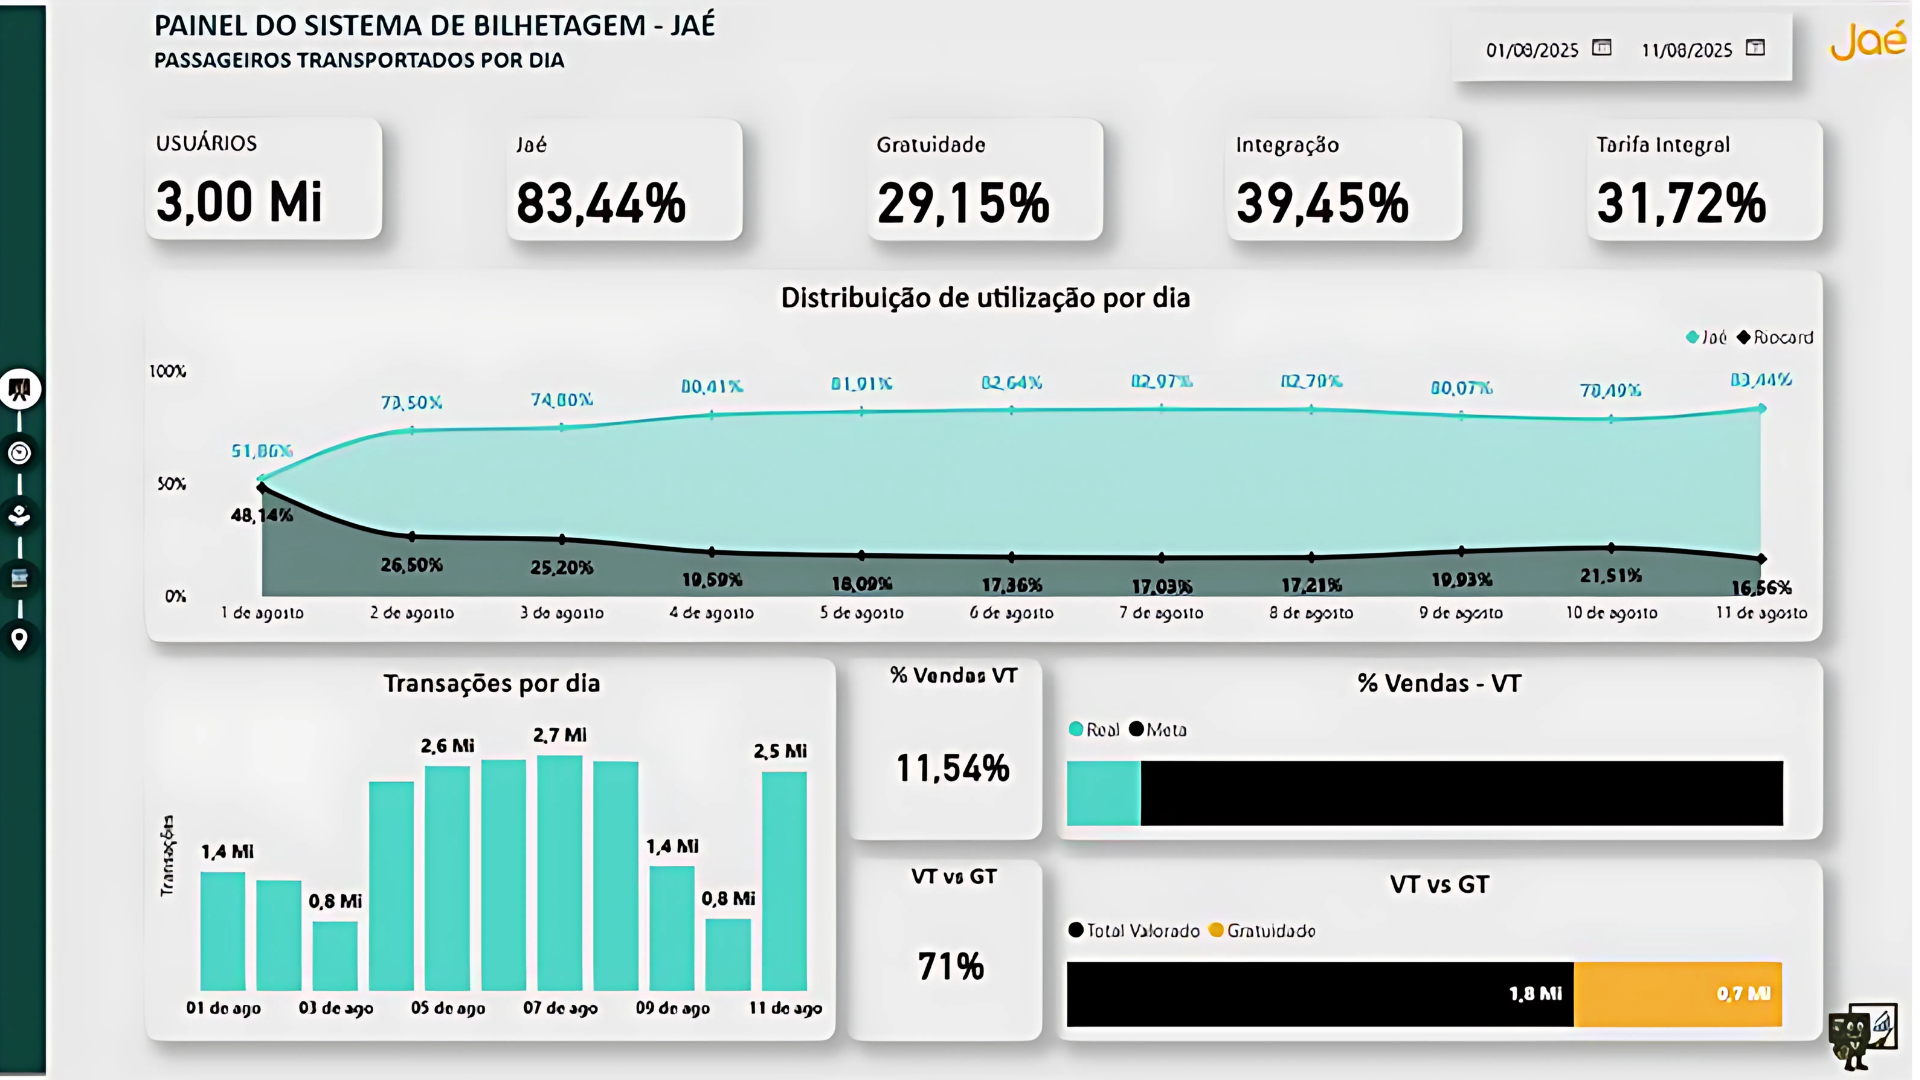 PAINEL DO SISTEMA DE BILHETAGEM - JAÉ
PASSAGEIROS TRANSPORTADOS POR DIA
01/08/2025 11/08/2025
Jaé
USUÁRIOS
3,00 Mi
Jaé
83,44%
Gratuidade
29,15%
Integração
39,45%
Tarifa Integral
31,72%
Distribuição de utilização por dia
Jaé Riocard
100%
50%
0%
51,86% 73,50% 74,80% 80,41% 81,91% 82,64% 82,97% 82,79% 80,07% 78,49% 83,44%
48,14% 26,50% 25,20% 19,59% 18,09% 17,36% 17,03% 17,21% 19,93% 21,51% 16,56%
1 de agosto 2 de agosto 3 de agosto 4 de agosto 5 de agosto 6 de agosto 7 de agosto 8 de agosto 9 de agosto 10 de agosto 11 de agosto
Transações por dia
Transações
1,4 Mi 0,8 Mi 2,6 Mi 2,7 Mi 1,4 Mi 0,8 Mi 2,5 Mi
01 de ago 03 de ago 05 de ago 07 de ago 09 de ago 11 de ago
% Vendas VT
11,54%
% Vendas - VT
Real Meta
VT vs GT
71%
VT vs GT
Total Valorado Gratuidade
1,8 Mi 0,7 Mi